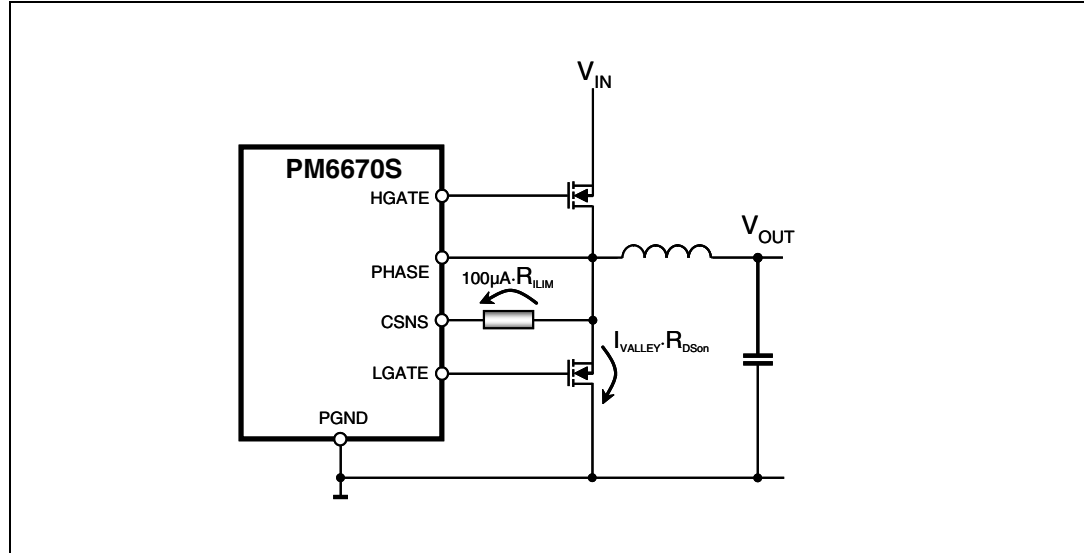 V_IN
PM6670S
HGATE
V_OUT
PHASE
100µA·R_ILIM
CSNS
I_VALLEY·R_DSon
LGATE
PGND